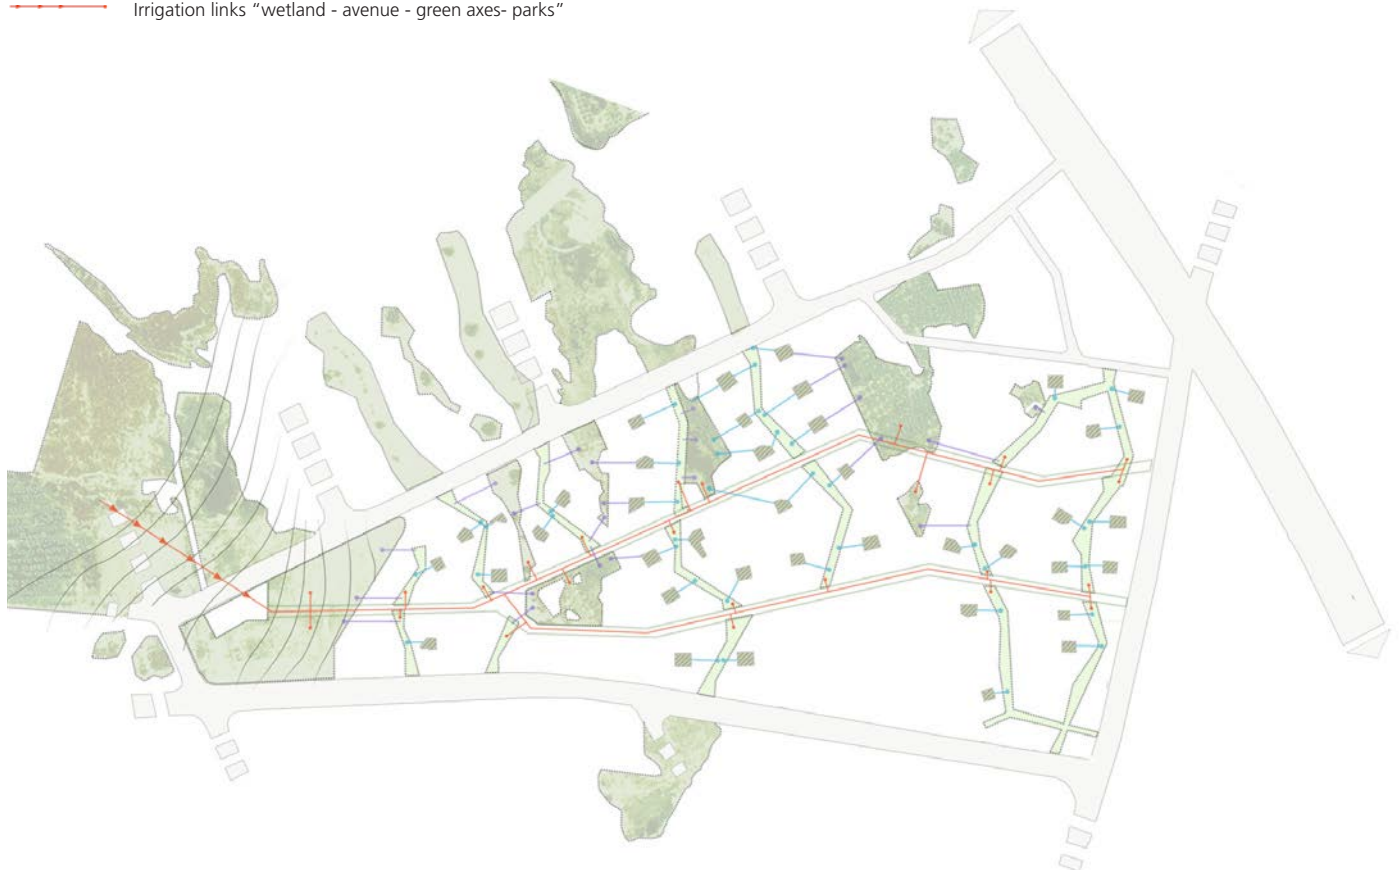 Irrigation links “wetland - avenue - green axes- parks”